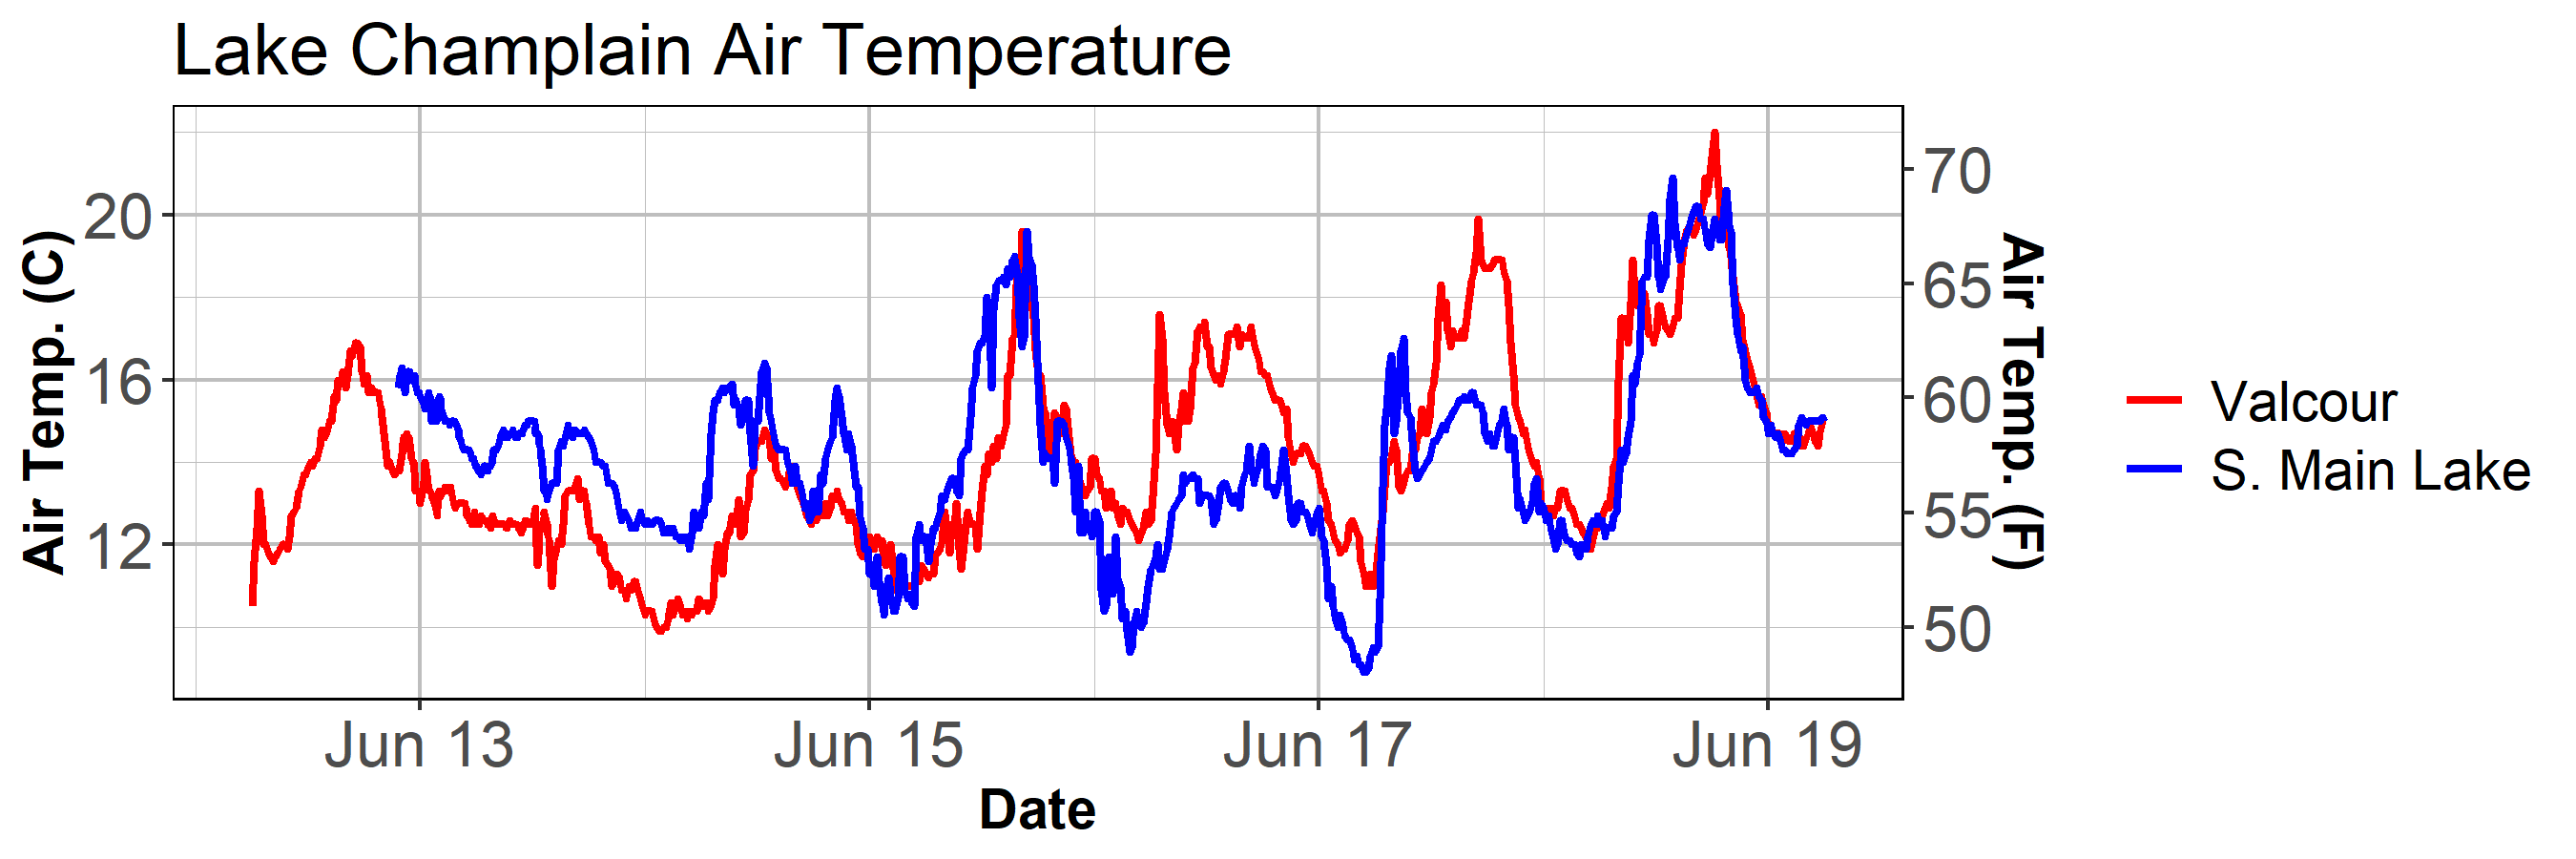 Lake Champlain Air Temperature
Air Temp. (C)
20
16
12
70
65
60
55
50
Air Temp. (F)
Jun 13
Jun 15
Jun 17
Jun 19
Date
Valcour
S. Main Lake